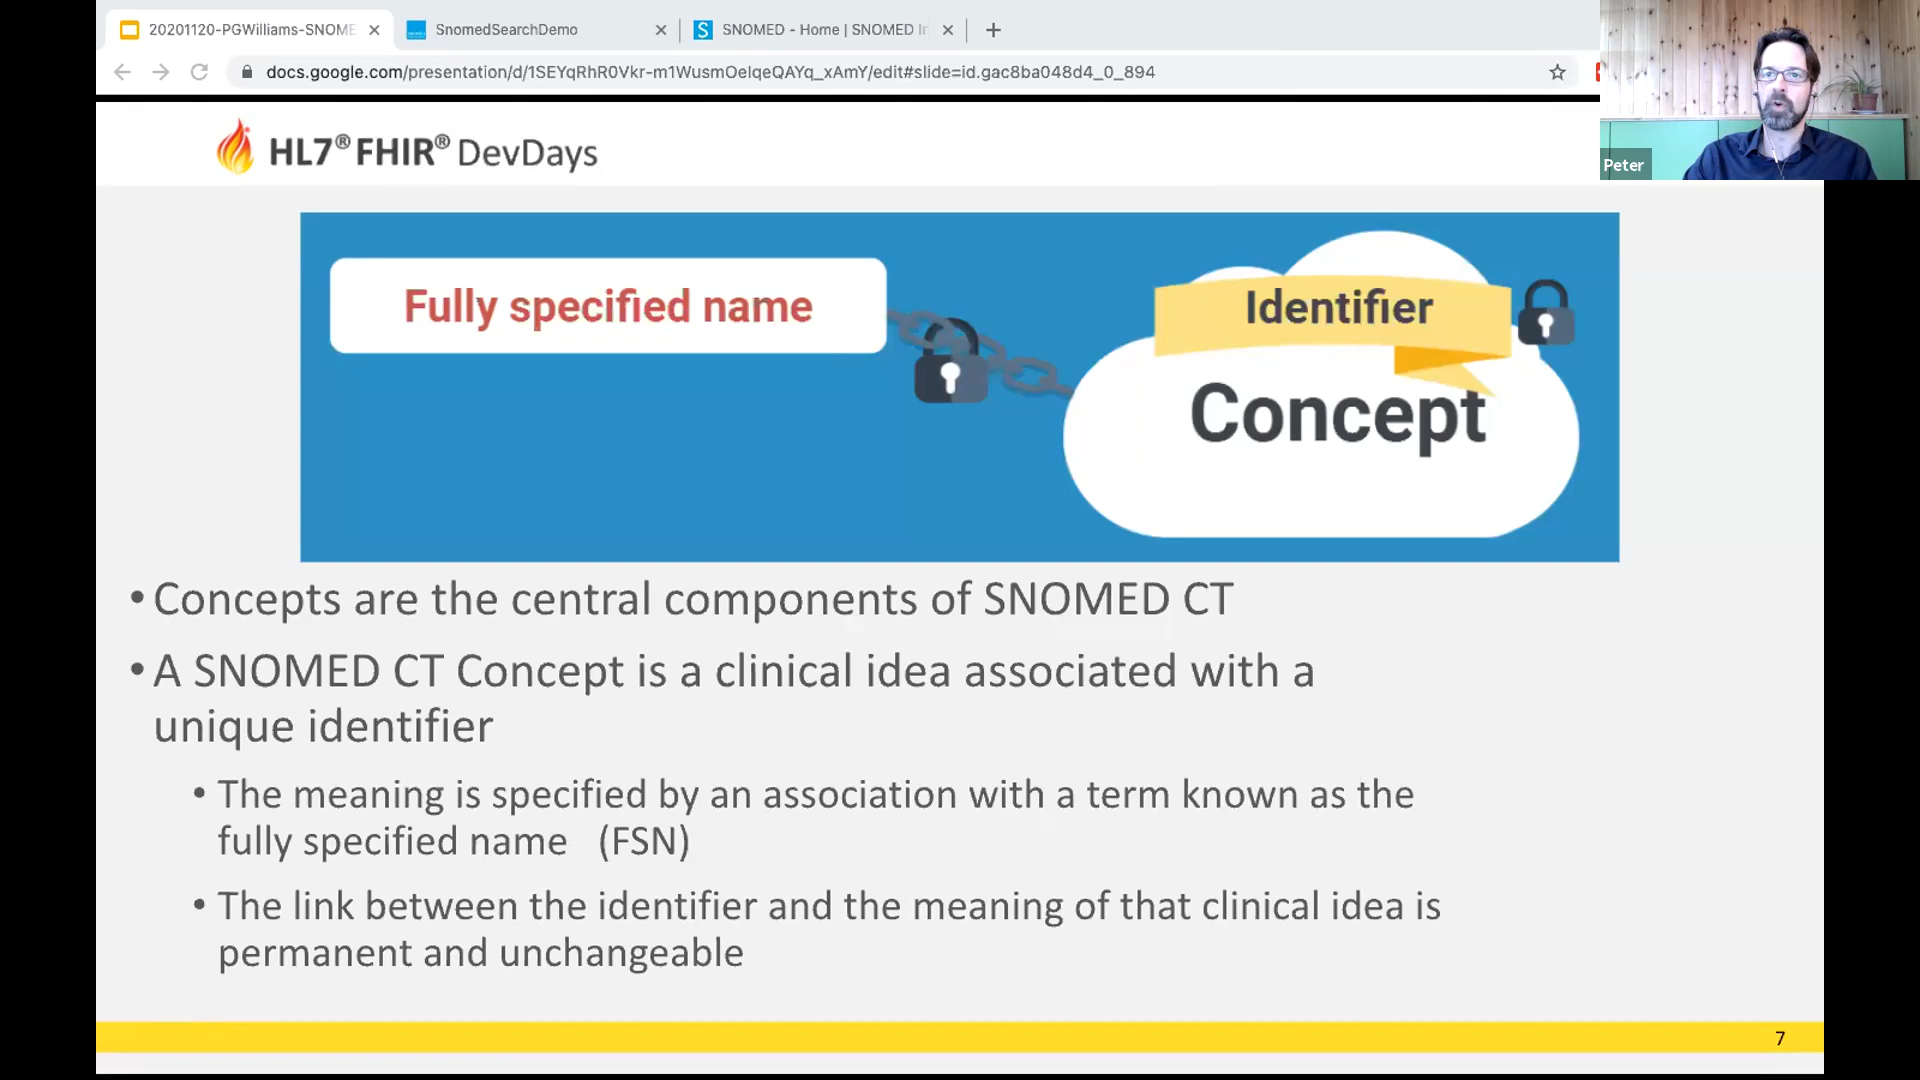 20201120-PGWilliams-SNOME
SnomedSearchDemo
SNOMED - Home | SNOMED In
docs.google.com/presentation/d/1SEYqRhR0Vkr-m1WusmOelqeQAYq_xAmY/edit#slide=id.gac8ba048d4_0_894
Peter
HL7® FHIR® DevDays
Fully specified name
Identifier
Concept
• Concepts are the central components of SNOMED CT
• A SNOMED CT Concept is a clinical idea associated with a
unique identifier
• The meaning is specified by an association with a term known as the
fully specified name (FSN)
• The link between the identifier and the meaning of that clinical idea is
permanent and unchangeable
7